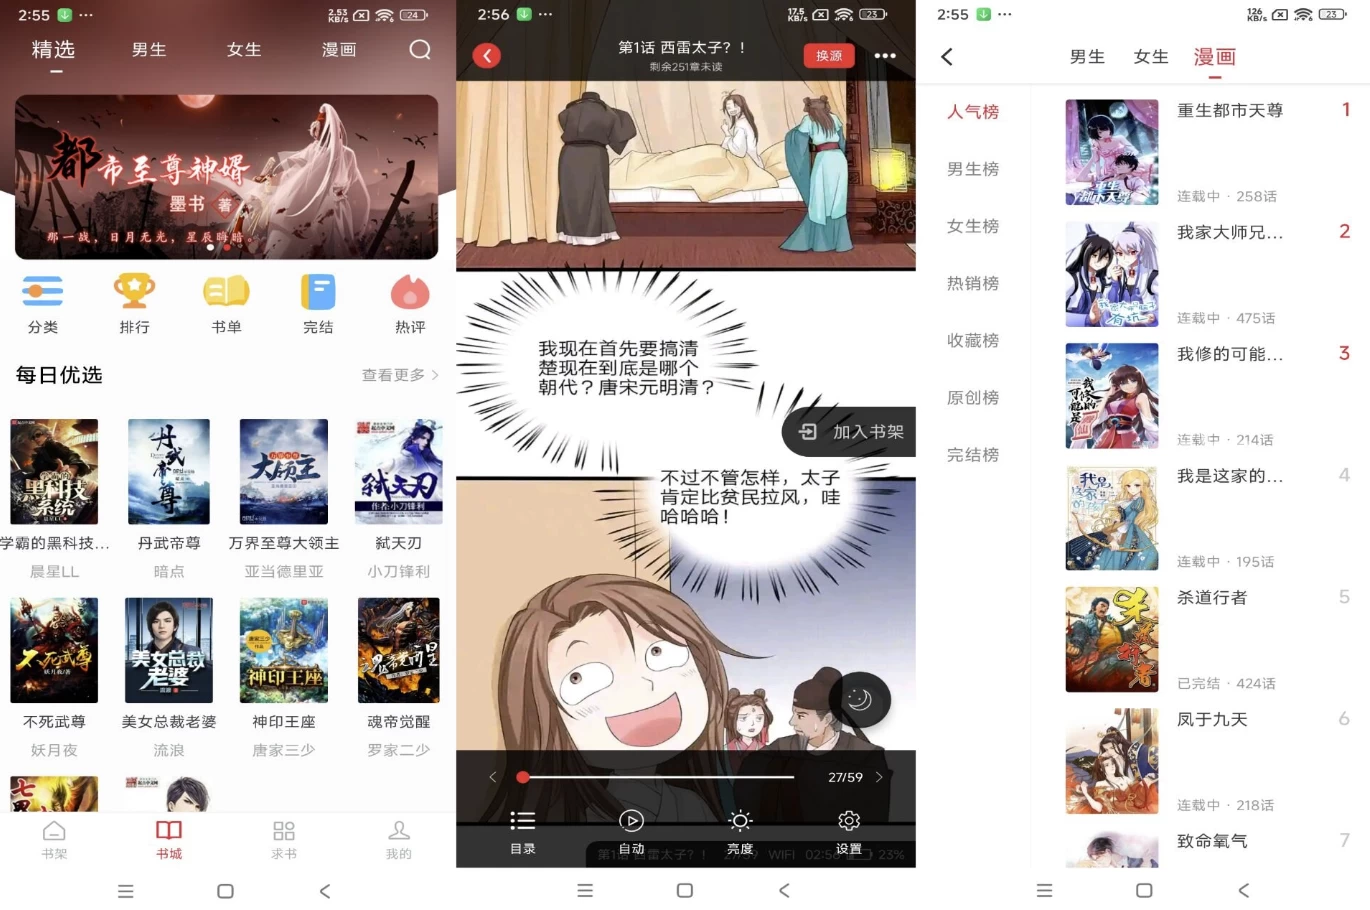 2:55
2.53 KB/s
24
精选
男生
女生
漫画
都市至尊神婿
墨书 著
那一战，日月无光，星辰晦暗。
分类
排行
书单
完结
热评
每日优选
查看更多
黑科技系统
丹武帝尊
大领主
弑天刃
作者:小刀锋利
学霸的黑科技...
丹武帝尊
万界至尊大领主
弑天刃
晨星LL
暗点
亚当德里亚
小刀锋利
不死武尊
美女总裁老婆
神印王座
不死武尊
美女总裁老婆
神印王座
魂帝觉醒
妖月夜
流浪
唐家三少
罗家二少
书架
书城
求书
我的
2:56
17.5 KB/s
23
第1话 西雷太子？！
剩余251章未读
换源
我现在首先要搞清
楚现在到底是哪个
朝代？唐宋元明清？
加入书架
不过不管怎样，太子
肯定比贫民拉风，哇
哈哈哈！
27/59
目录
自动
亮度
设置
第1话 西雷太子？！ 27/59 WIFI 02:56 23%
2:55
126 KB/s
23
男生
女生
漫画
人气榜
男生榜
女生榜
热销榜
收藏榜
原创榜
完结榜
重生都市天尊
1
连载中 · 258话
我家大师兄...
2
连载中 · 475话
我修的可能...
3
连载中 · 214话
我是这家的...
4
连载中 · 195话
杀道行者
5
已完结 · 424话
凤于九天
6
连载中 · 218话
致命氧气
7